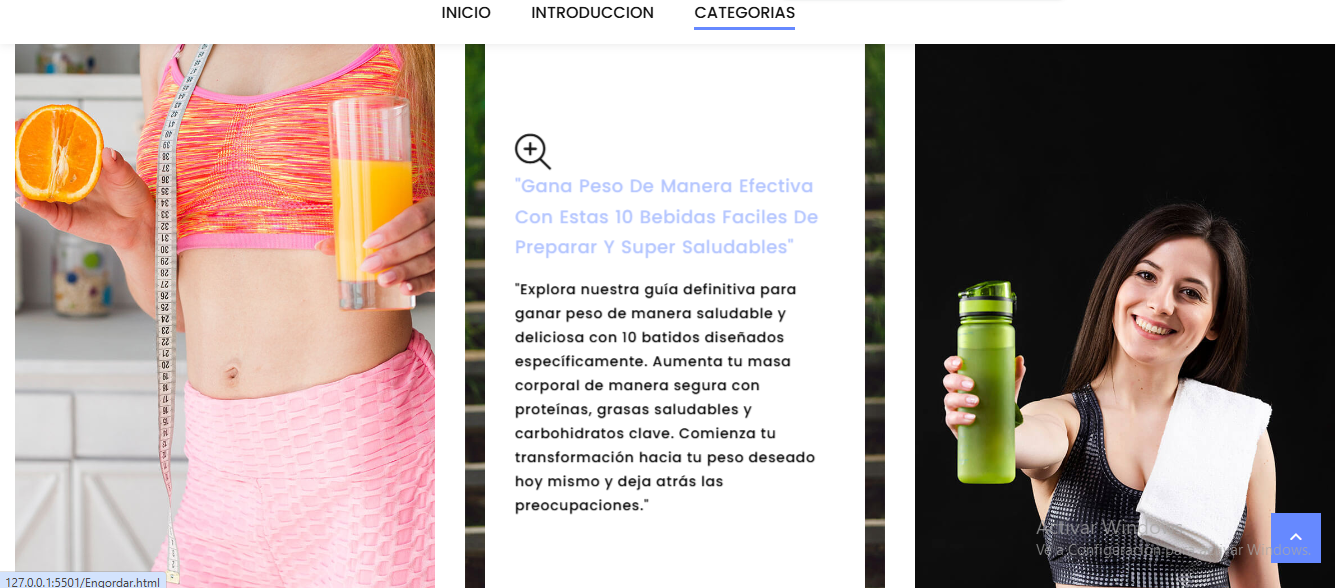 INICIO INTRODUCCION CATEGORIAS
"Gana Peso De Manera Efectiva
Con Estas 10 Bebidas Faciles De
Preparar Y Super Saludables"
"Explora nuestra guía definitiva para
ganar peso de manera saludable y
deliciosa con 10 batidos diseñados
específicamente. Aumenta tu masa
corporal de manera segura con
proteínas, grasas saludables y
carbohidratos clave. Comienza tu
transformación hacia tu peso deseado
hoy mismo y deja atrás las
preocupaciones."
Activar Windows
Ve a Configuración para activar Windows.
127.0.0.1:5501/Engordar.html